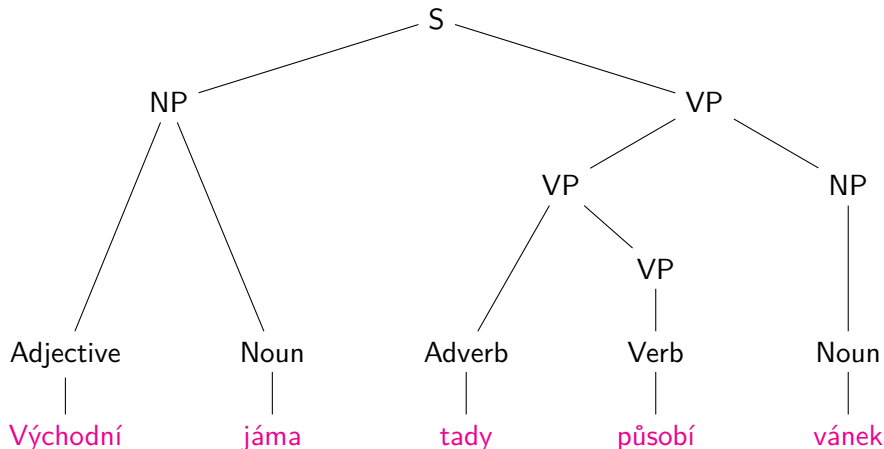 S
NP VP
VP NP
VP
Adjective Noun Adverb Verb Noun
Východní jáma tady působí vánek